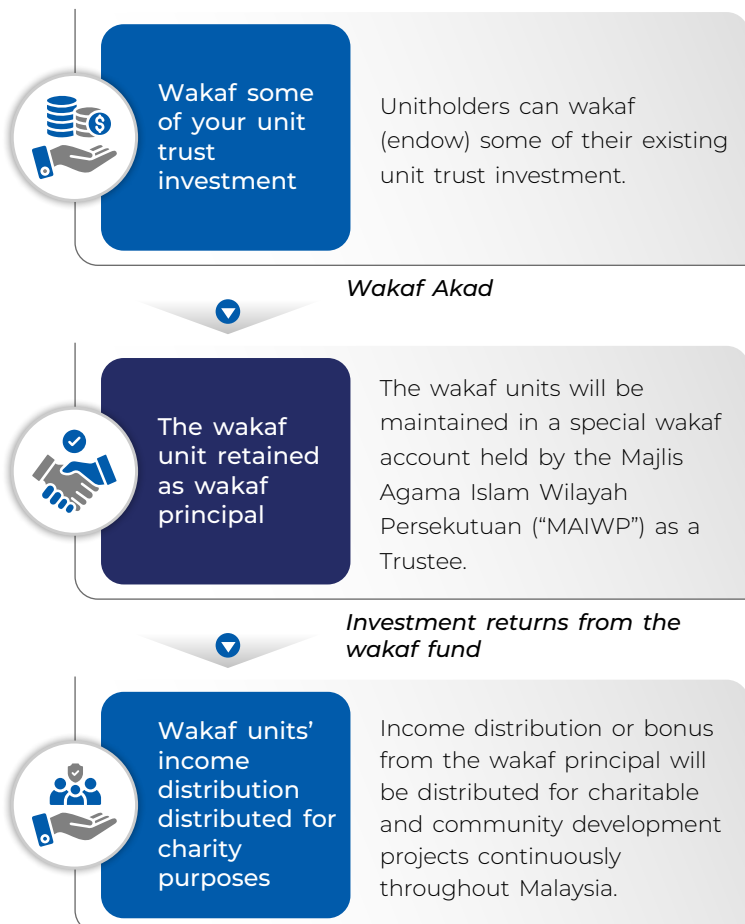 Wakaf some
of your unit
trust
investment
Unitholders can wakaf
(endow) some of their existing
unit trust investment.
Wakaf Akad
The wakaf
unit retained
as wakaf
principal
The wakaf units will be
maintained in a special wakaf
account held by the Majlis
Agama Islam Wilayah
Persekutuan (“MAIWP”) as a
Trustee.
Investment returns from the
wakaf fund
Wakaf units’
income
distribution
distributed for
charity
purposes
Income distribution or bonus
from the wakaf principal will
be distributed for charitable
and community development
projects continuously
throughout Malaysia.